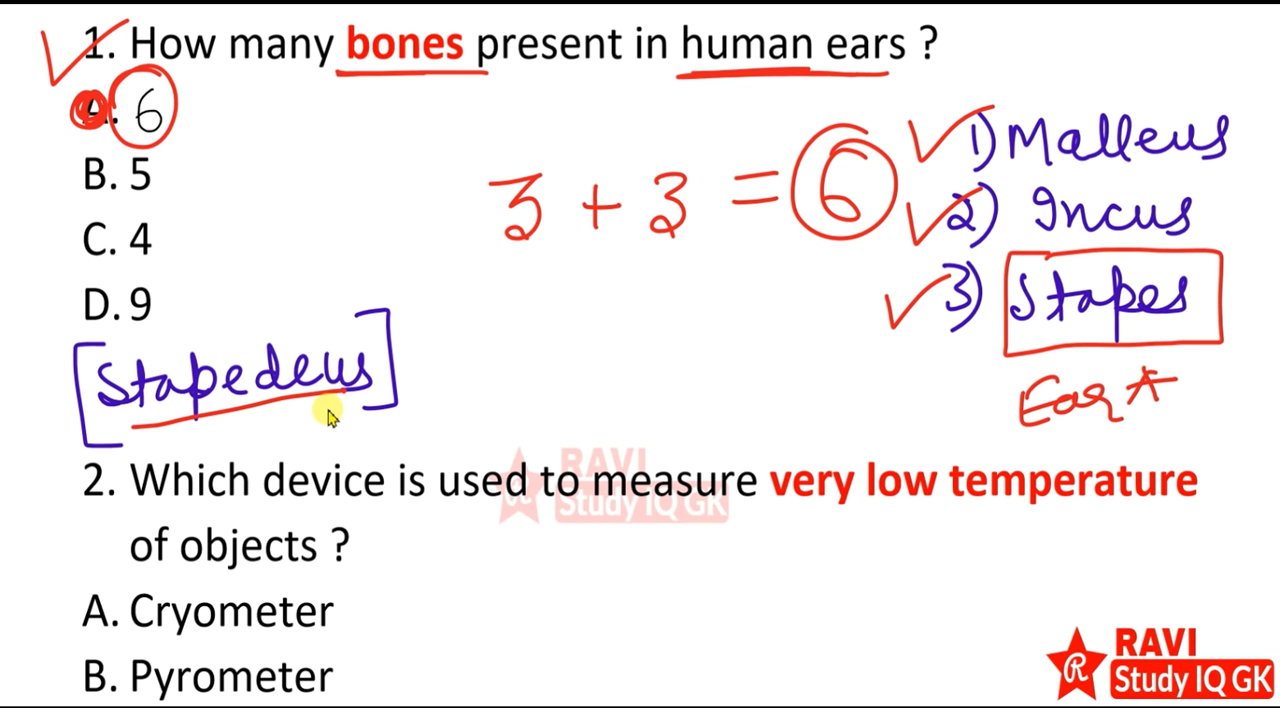 1. How many bones present in human ears ?
A. 6
B. 5
C. 4
D. 9
3 + 3 = 6
1) Malleus
2) Incus
3) Stapes
Ear
[Stapedeus]
2. Which device is used to measure very low temperature
of objects ?
A. Cryometer
B. Pyrometer
RAVI
Study IQ GK
R
RAVI
Study IQ GK